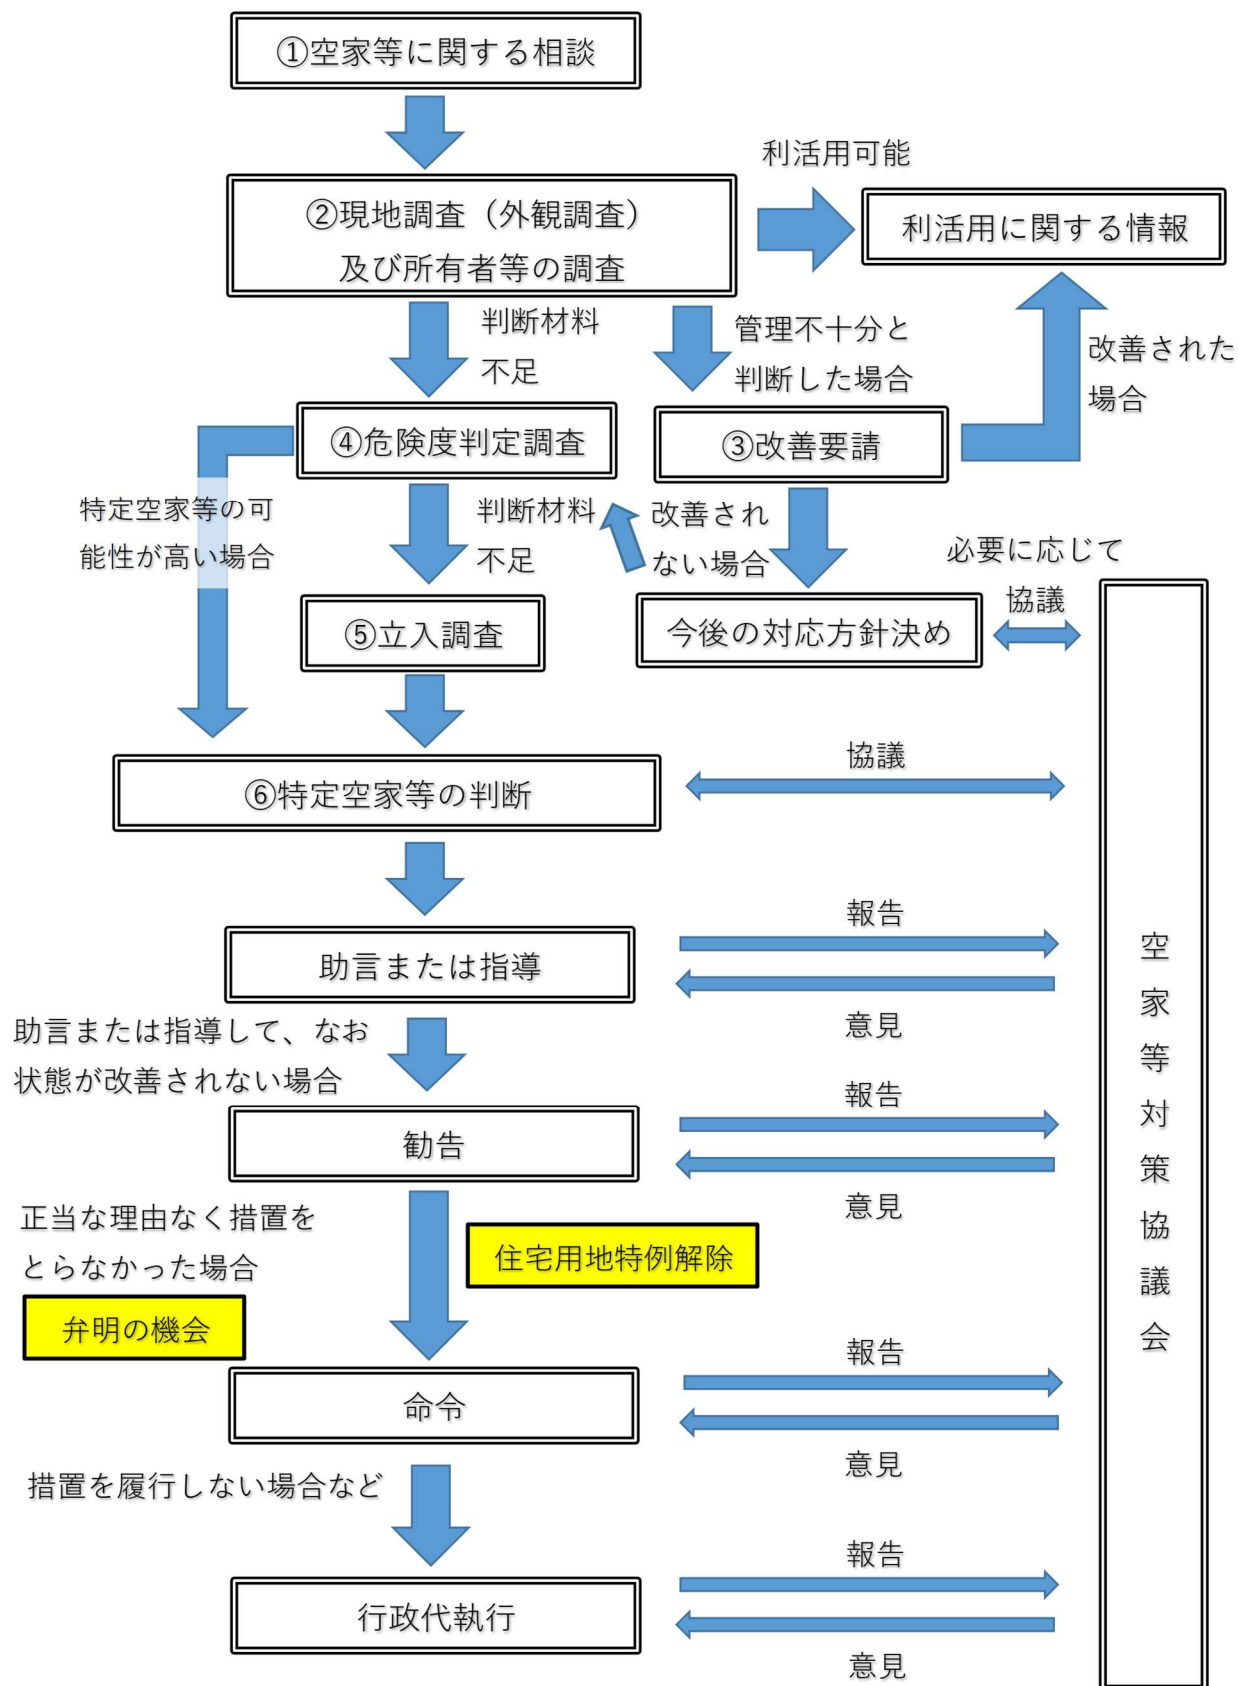 ①空家等に関する相談
利活用可能
②現地調査（外観調査）
及び所有者等の調査
利活用に関する情報
判断材料
不足
管理不十分と
判断した場合
改善された
場合
④危険度判定調査
③改善要請
特定空家等の可
能性が高い場合
判断材料
不足
改善され
ない場合
必要に応じて
協議
⑤立入調査
今後の対応方針決め
⑥特定空家等の判断
協議
助言または指導
報告
意見
助言または指導して、なお
状態が改善されない場合
勧告
報告
意見
正当な理由なく措置を
とらなかった場合
住宅用地特例解除
弁明の機会
命令
報告
意見
措置を履行しない場合など
行政代執行
報告
意見
空家等対策協議会